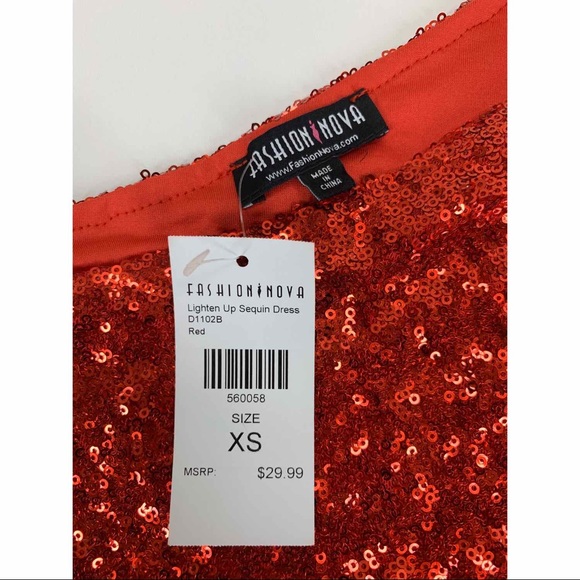 FASHION NOVA
www.FashionNova.com
MADE
IN
CHINA
FASHION NOVA
Lighten Up Sequin Dress
D1102B
Red
560058
SIZE
XS
MSRP: $29.99